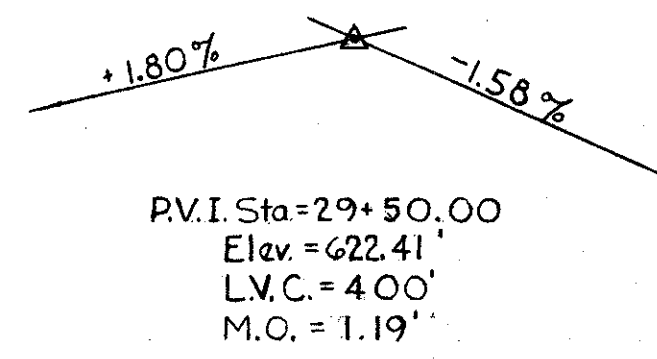 +1.80%
-1.58%
P.V.I. Sta.=29+50.00
Elev. = 622.41'
L.V.C. = 400'
M.O. = 1.19'